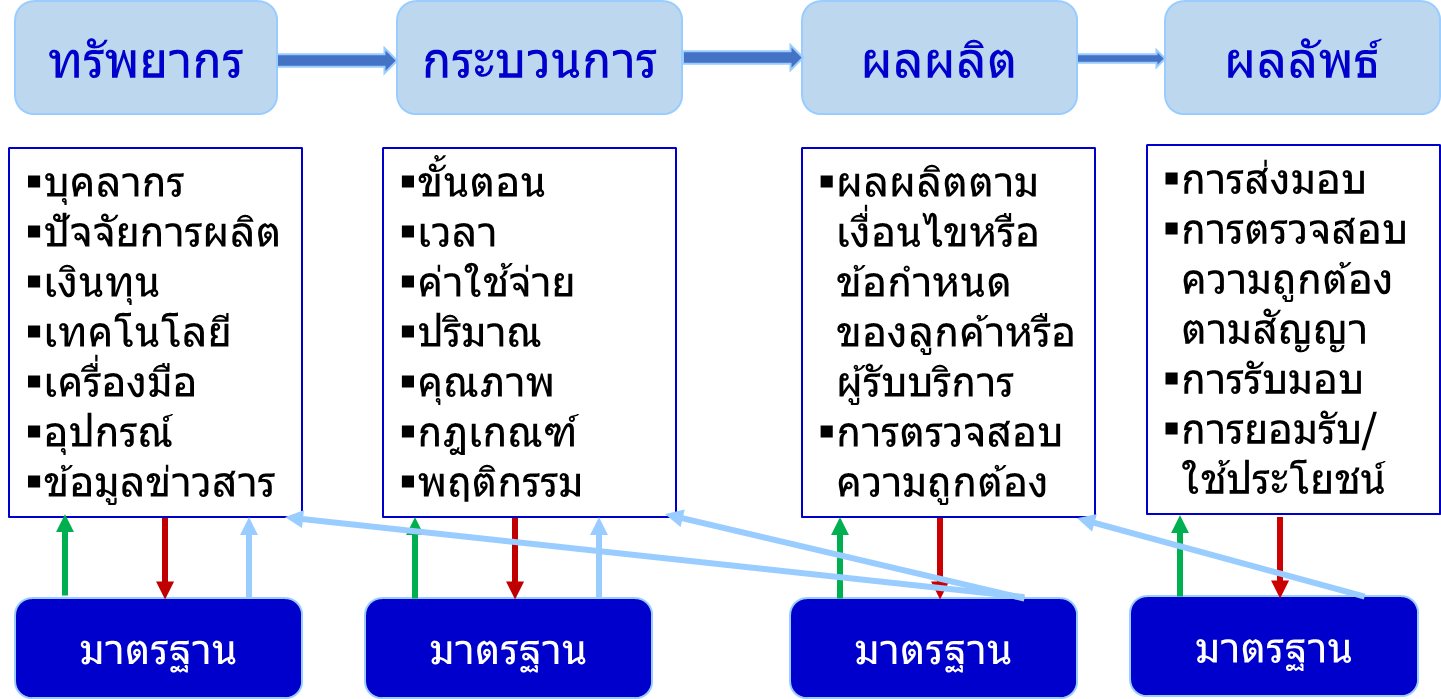 ทรัพยากร
กระบวนการ
ผลผลิต
ผลลัพธ์
▪บุคลากร
▪ปัจจัยการผลิต
▪เงินทุน
▪เทคโนโลยี
▪เครื่องมือ
▪อุปกรณ์
▪ข้อมูลข่าวสาร
▪ขั้นตอน
▪เวลา
▪ค่าใช้จ่าย
▪ปริมาณ
▪คุณภาพ
▪กฎเกณฑ์
▪พฤติกรรม
▪ผลผลิตตาม
เงื่อนไขหรือ
ข้อกำหนด
ของลูกค้าหรือ
ผู้รับบริการ
▪การตรวจสอบ
ความถูกต้อง
▪การส่งมอบ
▪การตรวจสอบ
ความถูกต้อง
ตามสัญญา
▪การรับมอบ
▪การยอมรับ/
ใช้ประโยชน์
มาตรฐาน
มาตรฐาน
มาตรฐาน
มาตรฐาน